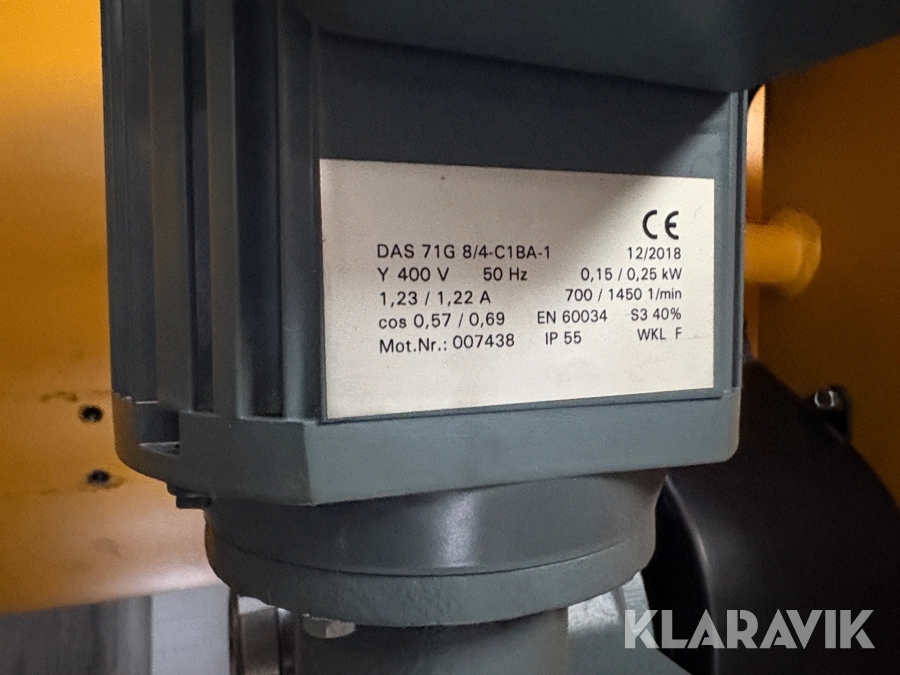 CE
DAS 71G 8/4-C1BA-1 12/2018
Y 400 V 50 Hz 0,15 / 0,25 kW
1,23 / 1,22 A 700 / 1450 1/min
cos 0,57 / 0,69 EN 60034 S3 40%
Mot.Nr.: 007438 IP 55 WKL F
KLARAVIK